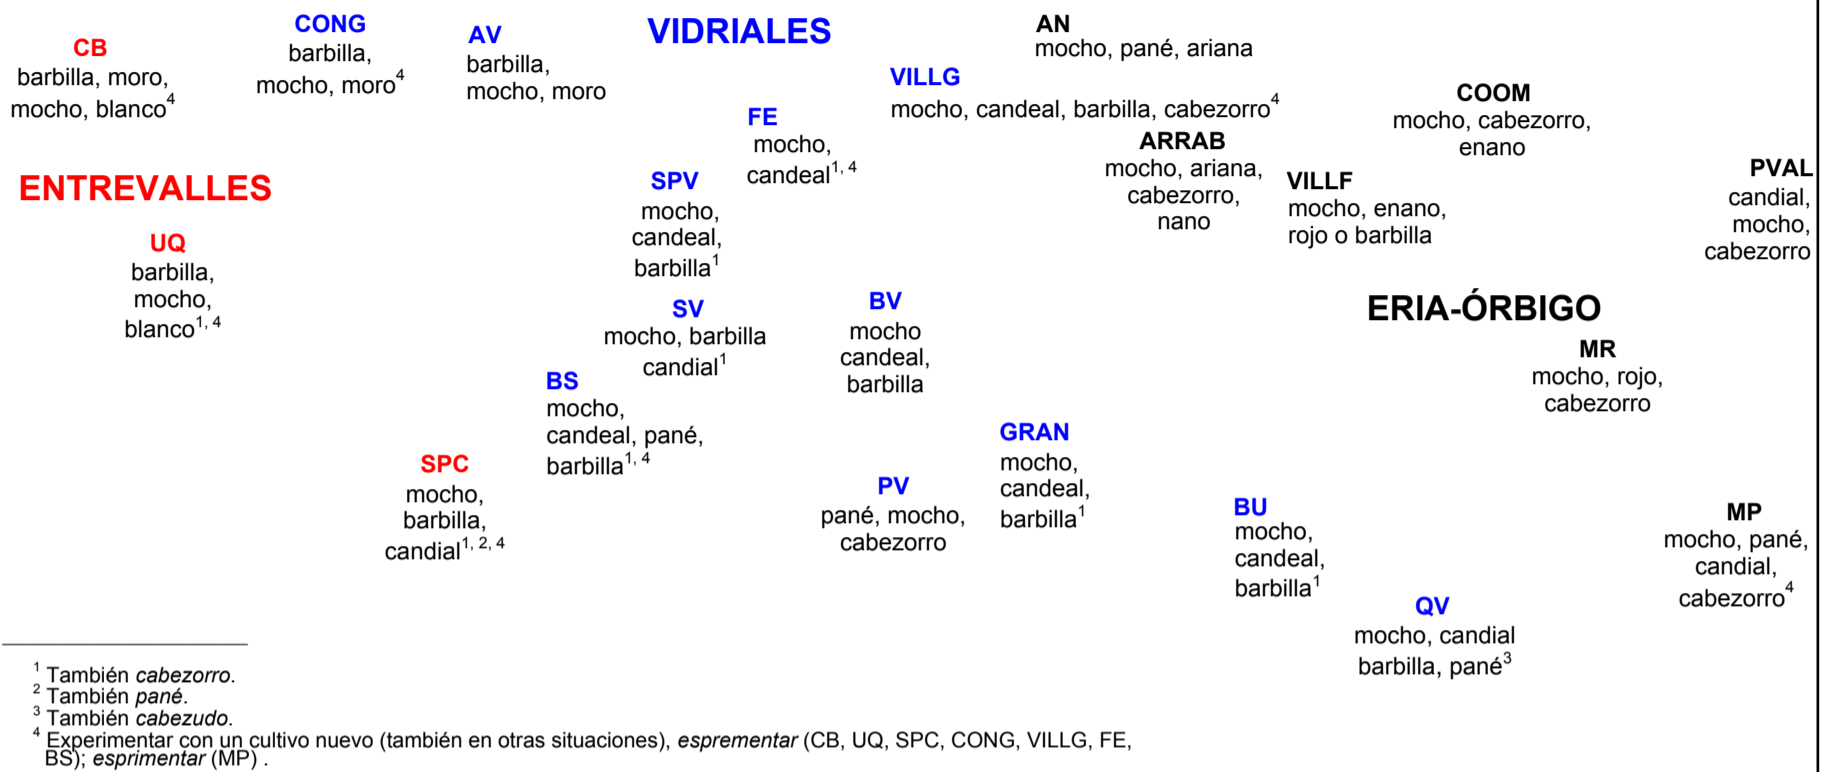 CB
barbilla, moro,
mocho, blanco⁴
CONG
barbilla,
mocho, moro⁴
AV
barbilla,
mocho, moro
VIDRIALES
AN
mocho, pané, ariana
VILLG
mocho, candeal, barbilla, cabezorro⁴
FE
mocho,
candeal¹, ⁴
COOM
mocho, cabezorro,
enano
ARRAB
mocho, ariana,
cabezorro,
nano
VILLF
mocho, enano,
rojo o barbilla
PVAL
candial,
mocho,
cabezorro
ENTREVALLES
SPV
mocho,
candeal,
barbilla¹
UQ
barbilla,
mocho,
blanco¹, ⁴
SV
mocho, barbilla
candial¹
BV
mocho
candeal,
barbilla
ERIA-ÓRBIGO
MR
mocho, rojo,
cabezorro
BS
mocho,
candeal, pané,
barbilla¹, ⁴
GRAN
mocho,
candeal,
barbilla¹
SPC
mocho,
barbilla,
candial¹, ², ⁴
PV
pané, mocho,
cabezorro
BU
mocho,
candeal,
barbilla¹
MP
mocho, pané,
candial,
cabezorro⁴
QV
mocho, candial
barbilla, pané³
¹ También cabezorro.
² También pané.
³ También cabezudo.
⁴ Experimentar con un cultivo nuevo (también en otras situaciones), esprementar (CB, UQ, SPC, CONG, VILLG, FE,
BS); esprimentar (MP) .